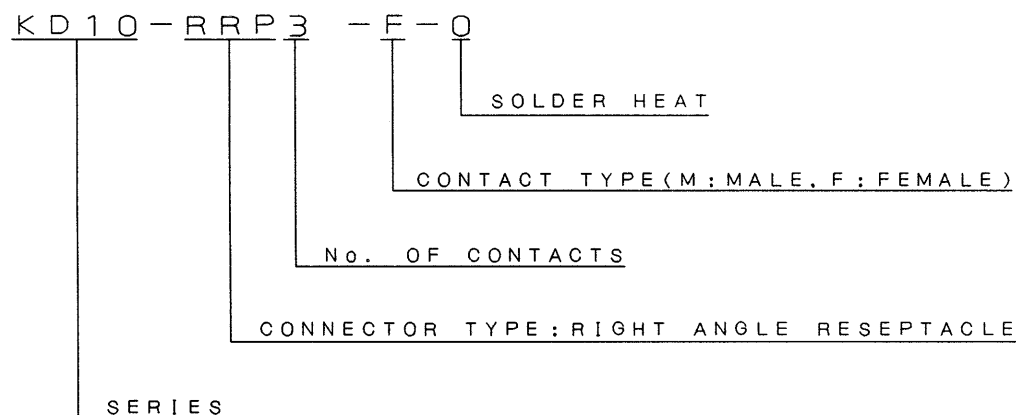 KD10-RRP3 -F-0
SOLDER HEAT
CONTACT TYPE(M:MALE, F:FEMALE)
No. OF CONTACTS
CONNECTOR TYPE:RIGHT ANGLE RESEPTACLE
SERIES